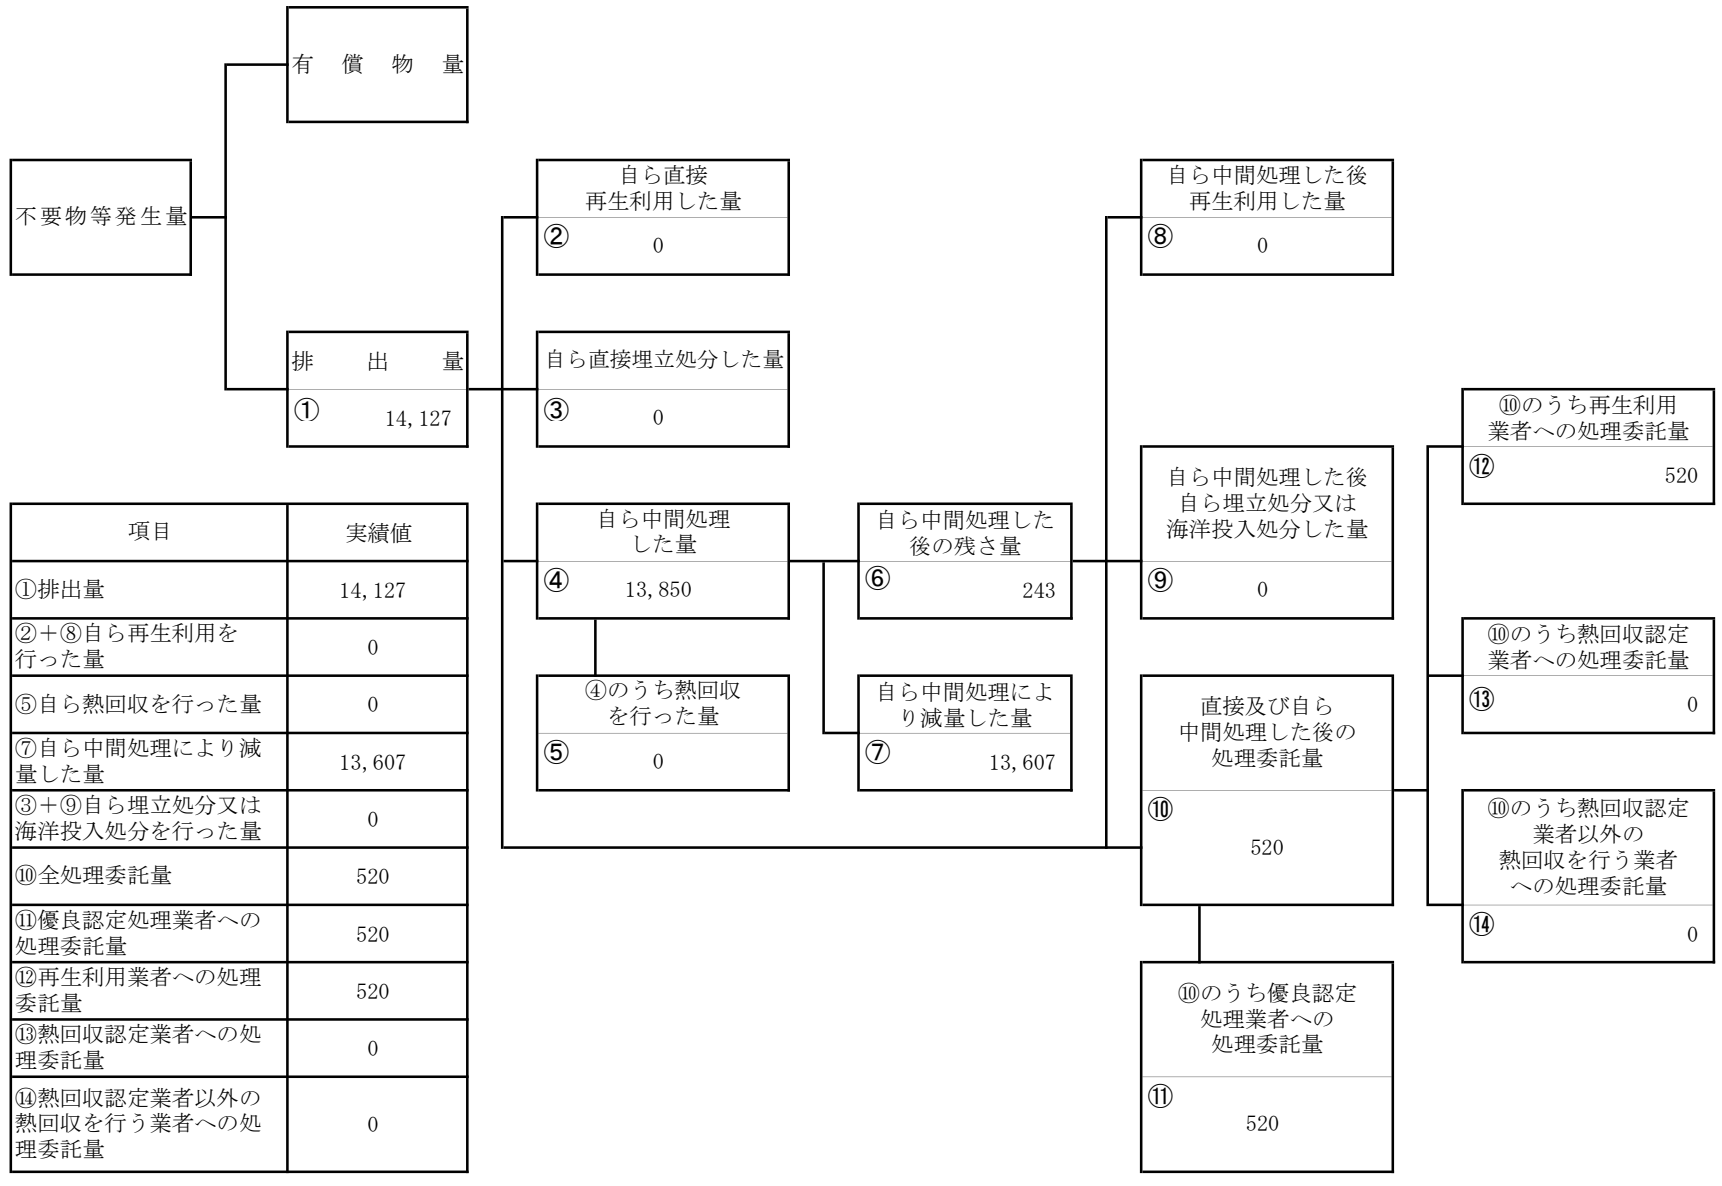 有償物量
不要物等発生量
排出量
① 14,127
自ら直接
再生利用した量
② 0
自ら直接埋立処分した量
③ 0
自ら中間処理
した量
④ 13,850
④のうち熱回収
を行った量
⑤ 0
自ら中間処理した
後の残さ量
⑥ 243
自ら中間処理によ
り減量した量
⑦ 13,607
自ら中間処理した後
再生利用した量
⑧ 0
自ら中間処理した後
自ら埋立処分又は
海洋投入処分した量
⑨ 0
直接及び自ら
中間処理した後の
処理委託量
⑩
520
⑩のうち優良認定
処理業者への
処理委託量
⑪
520
⑩のうち再生利用
業者への処理委託量
⑫ 520
⑩のうち熱回収認定
業者への処理委託量
⑬ 0
⑩のうち熱回収認定
業者以外の
熱回収を行う業者
への処理委託量
⑭ 0
項目 実績値
①排出量 14,127
②+⑧自ら再生利用を
行った量 0
⑤自ら熱回収を行った量 0
⑦自ら中間処理により減
量した量 13,607
③+⑨自ら埋立処分又は
海洋投入処分を行った量 0
⑩全処理委託量 520
⑪優良認定処理業者への
処理委託量 520
⑫再生利用業者への処理
委託量 520
⑬熱回収認定業者への処
理委託量 0
⑭熱回収認定業者以外の
熱回収を行う業者への処
理委託量 0